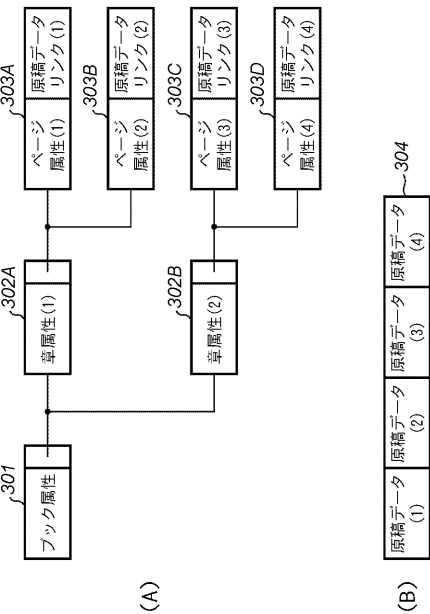 301
ブック属性
302A
章属性(1)
302B
章属性(2)
303A
ページ
属性(1)
原稿データ
リンク(1)
303B
ページ
属性(2)
原稿データ
リンク(2)
303C
ページ
属性(3)
原稿データ
リンク(3)
303D
ページ
属性(4)
原稿データ
リンク(4)
(A)
304
原稿データ
(1)
原稿データ
(2)
原稿データ
(3)
原稿データ
(4)
(B)